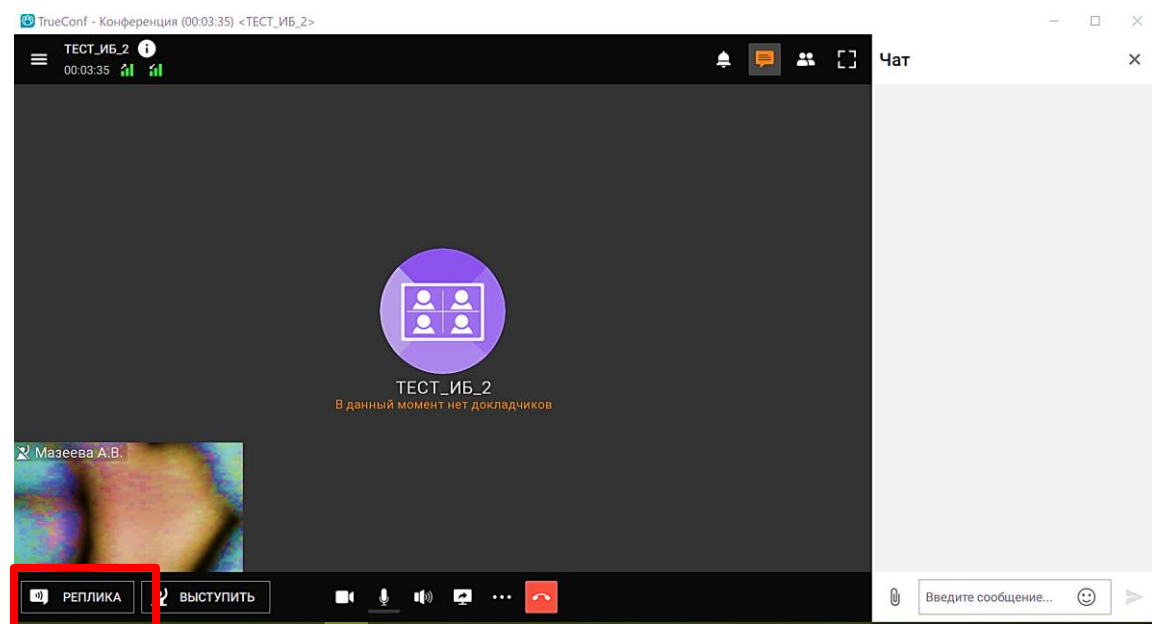 TrueConf - Конференция (00:03:35) <ТЕСТ_ИБ_2>
ТЕСТ_ИБ_2
00:03:35
Чат
ТЕСТ_ИБ_2
В данный момент нет докладчиков
Мазеева А.В.
РЕПЛИКА
ВЫСТУПИТЬ
Введите сообщение...